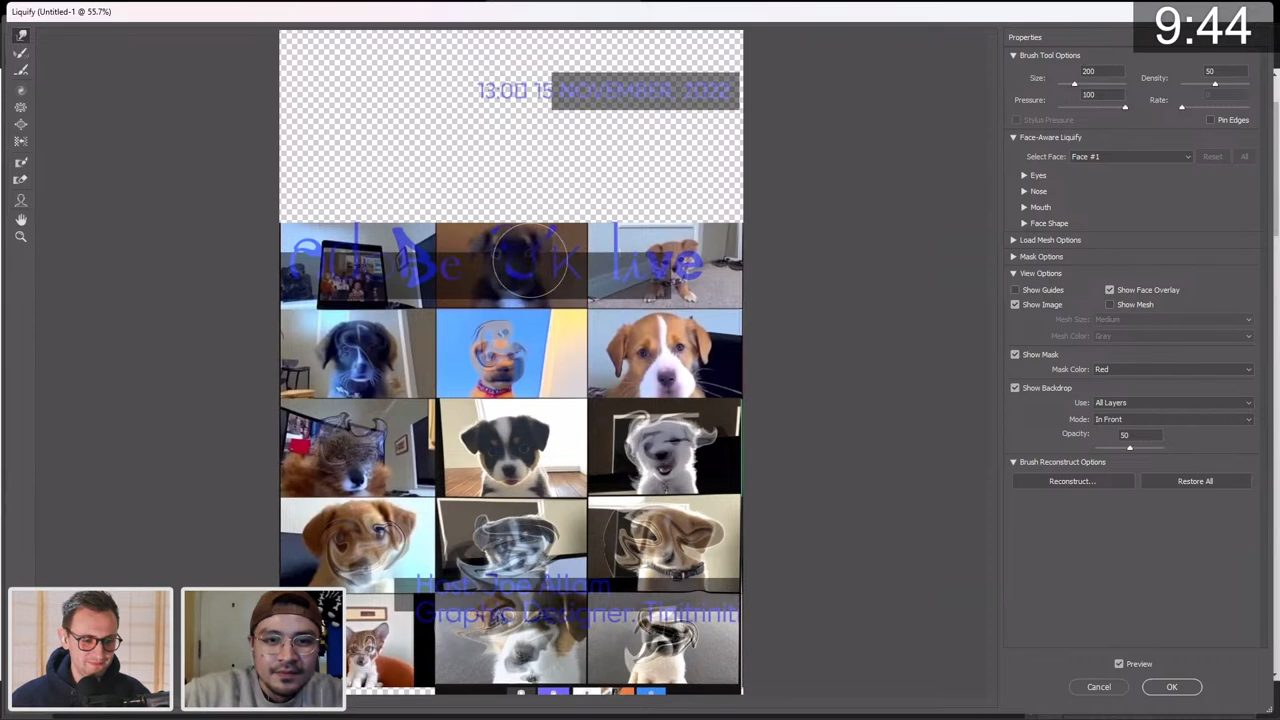 Liquify (Untitled-1 @ 55.7%)
9:44
Properties
Brush Tool Options
Size: 200
Density: 50
Pressure: 100
Rate: 0
Stylus Pressure
Pin Edges
Face-Aware Liquify
Select Face: Face #1
Reset
All
Eyes
Nose
Mouth
Face Shape
Load Mesh Options
Mask Options
View Options
Show Guides
Show Face Overlay
Show Image
Show Mesh
Mesh Size: Medium
Mesh Color: Gray
Show Mask
Mask Color: Red
Show Backdrop
Use: All Layers
Mode: In Front
Opacity: 50
Brush Reconstruct Options
Reconstruct...
Restore All
Preview
Cancel
OK
13:00 15 NOVEMBER, 2022
Be live
Host: Joe Allam
Graphic Designer: Tinitrinit